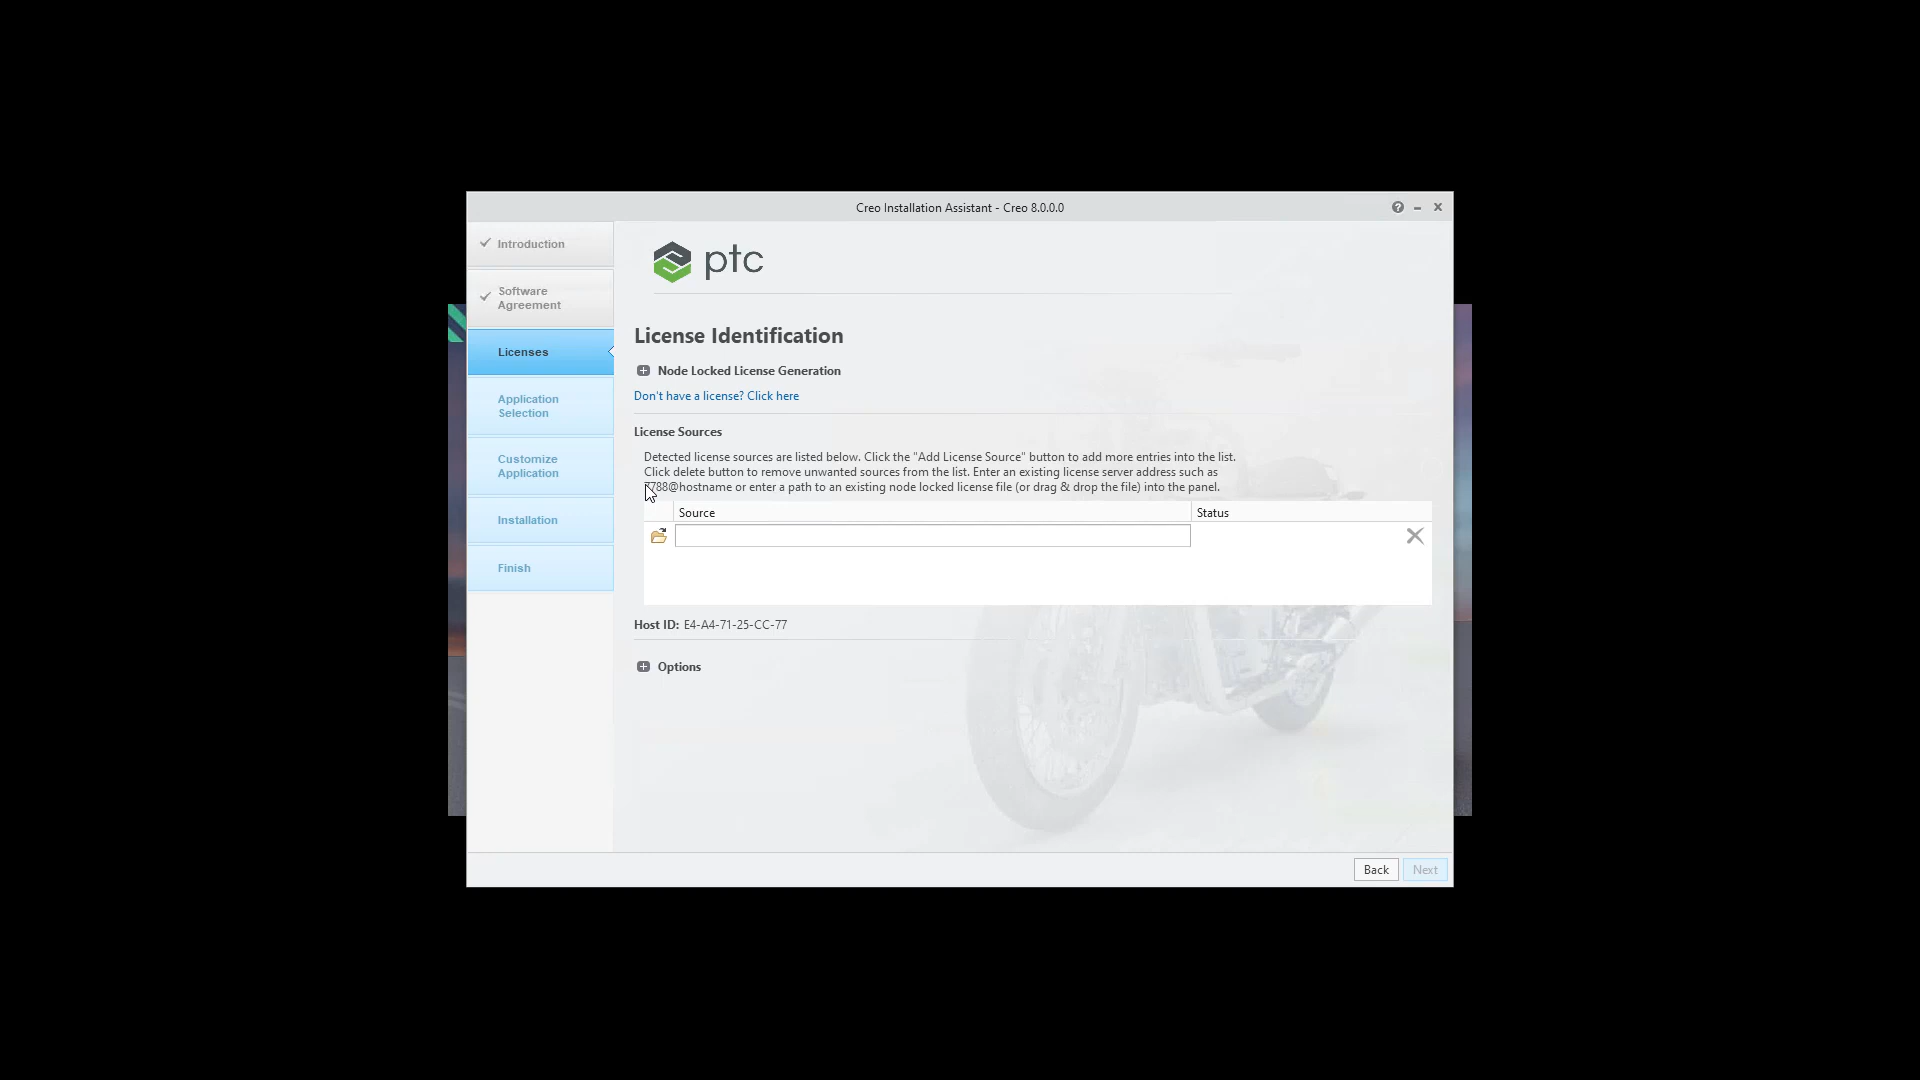 Creo Installation Assistant - Creo 8.0.0.0
Introduction
Software
Agreement
Licenses
Application
Selection
Customize
Application
Installation
Finish
ptc
License Identification
Node Locked License Generation
Don't have a license? Click here
License Sources
Detected license sources are listed below. Click the "Add License Source" button to add more entries into the list.
Click delete button to remove unwanted sources from the list. Enter an existing license server address such as
7788@hostname or enter a path to an existing node locked license file (or drag & drop the file) into the panel.
Source Status
Host ID: E4-A4-71-25-CC-77
Options
Back Next